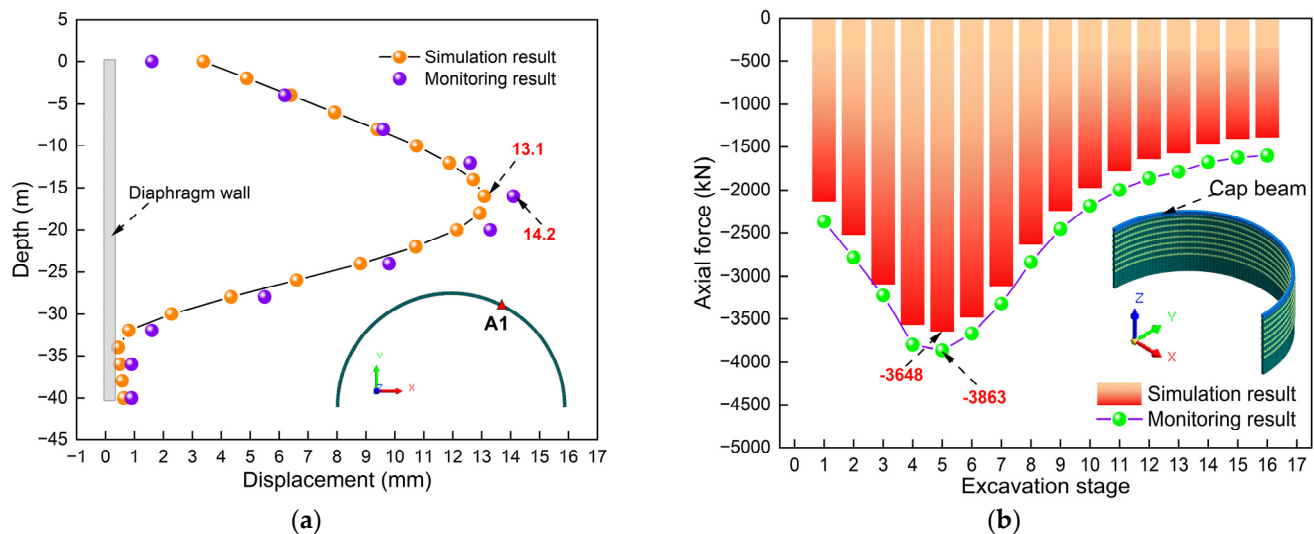 5
0
−5
−10
−15
−20
−25
−30
−35
−40
−45
Depth (m)
Simulation result
Monitoring result
13.1
14.2
Diaphragm wall
A1
Y
Z
X
−1 0 1 2 3 4 5 6 7 8 9 10 11 12 13 14 15 16 17
Displacement (mm)
(a)
0
−500
−1000
−1500
−2000
−2500
−3000
−3500
−4000
−4500
−5000
Axial force (kN)
Cap beam
Z
Y
X
-3648
-3863
Simulation result
Monitoring result
0 1 2 3 4 5 6 7 8 9 10 11 12 13 14 15 16 17
Excavation stage
(b)